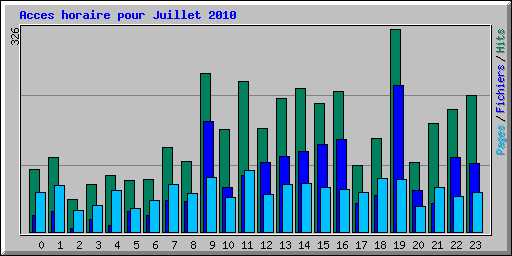 Acces horaire pour Juillet 2010
326
Pages / Fichiers / Hits
0 1 2 3 4 5 6 7 8 9 10 11 12 13 14 15 16 17 18 19 20 21 22 23